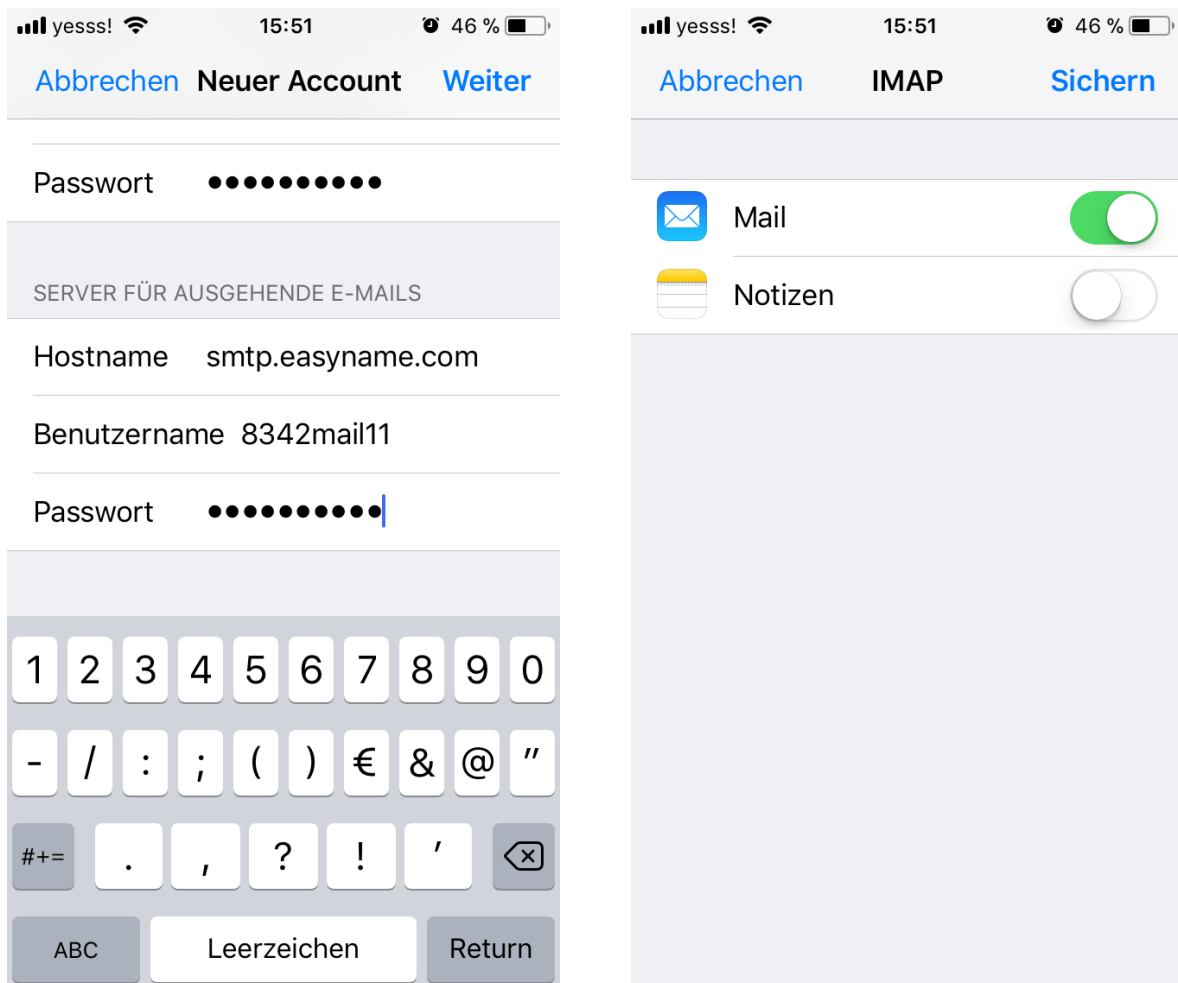 yesss! 15:51 46 %
Abbrechen Neuer Account Weiter
Passwort ●●●●●●●●●●
SERVER FÜR AUSGEHENDE E-MAILS
Hostname smtp.easyname.com
Benutzername 8342mail11
Passwort ●●●●●●●●●●
1 2 3 4 5 6 7 8 9 0
- / : ; ( ) € & @ "
#+= . , ? ! '
ABC Leerzeichen Return
yesss! 15:51 46 %
Abbrechen IMAP Sichern
Mail
Notizen